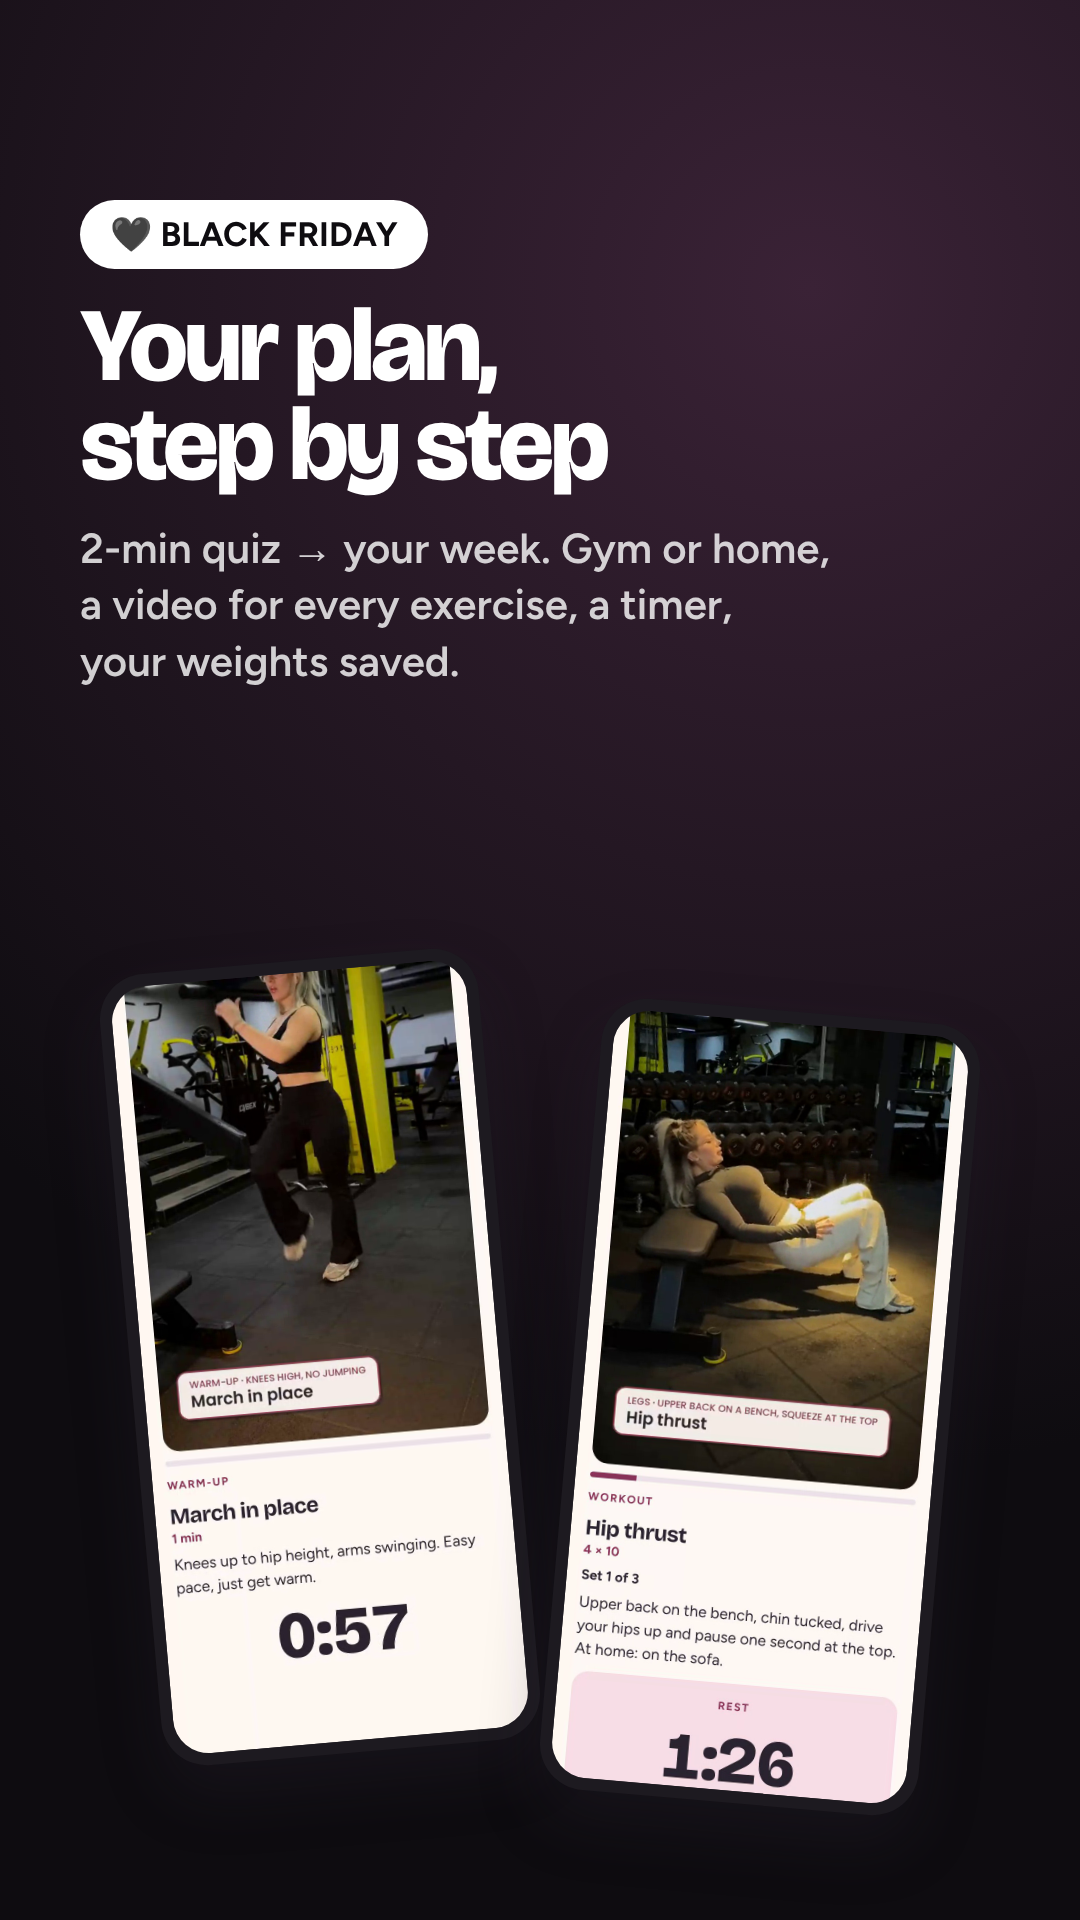 🖤 BLACK FRIDAY
Your plan,
step by step
2-min quiz → your week. Gym or home,
a video for every exercise, a timer,
your weights saved.
CYBEX
WARM-UP · KNEES HIGH, NO JUMPING
March in place
WARM-UP
March in place
1 min
Knees up to hip height, arms swinging. Easy
pace, just get warm.
0:57
LEGS · UPPER BACK ON A BENCH, SQUEEZE AT THE TOP
Hip thrust
WORKOUT
Hip thrust
4 × 10
Set 1 of 3
Upper back on the bench, chin tucked, drive
your hips up and pause one second at the top.
At home: on the sofa.
REST
1:26